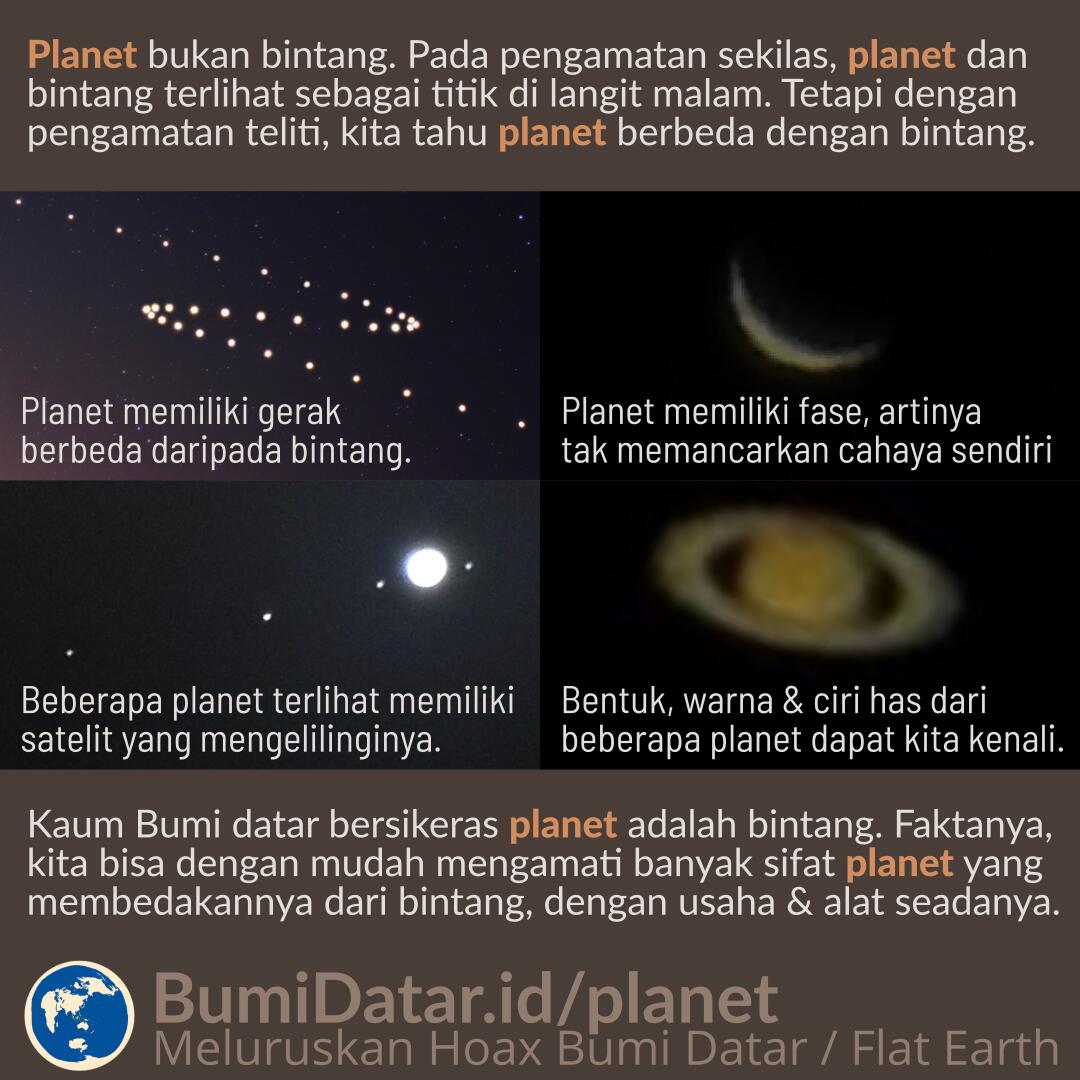 Planet bukan bintang. Pada pengamatan sekilas, planet dan
bintang terlihat sebagai titik di langit malam. Tetapi dengan
pengamatan teliti, kita tahu planet berbeda dengan bintang.
Planet memiliki gerak
berbeda daripada bintang.
Planet memiliki fase, artinya
tak memancarkan cahaya sendiri
Beberapa planet terlihat memiliki
satelit yang mengelilinginya.
Bentuk, warna & ciri has dari
beberapa planet dapat kita kenali.
Kaum Bumi datar bersikeras planet adalah bintang. Faktanya,
kita bisa dengan mudah mengamati banyak sifat planet yang
membedakannya dari bintang, dengan usaha & alat seadanya.
BumiDatar.id/planet
Meluruskan Hoax Bumi Datar / Flat Earth